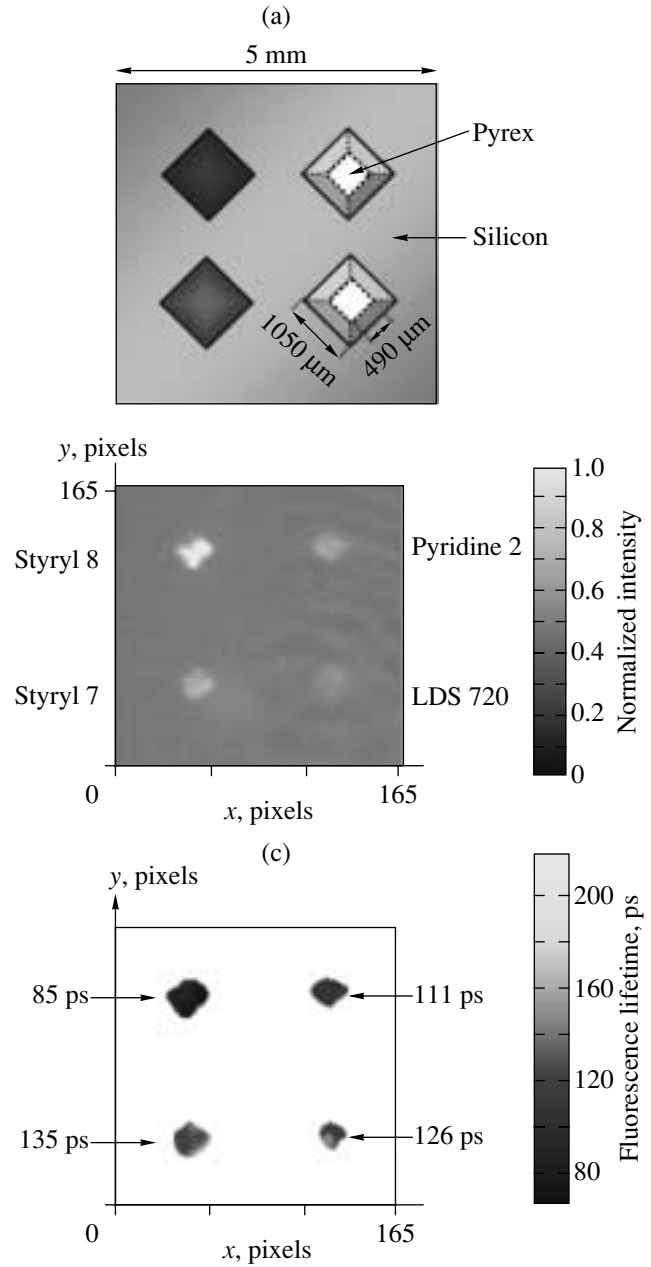 (a)
5 mm
Pyrex
Silicon
1050 μm
490 μm
y, pixels
165
Styryl 8
Pyridine 2
Styryl 7
LDS 720
0
165
x, pixels
1.0
0.8
0.6
0.4
0.2
0
Normalized intensity
(c)
y, pixels
85 ps
111 ps
135 ps
126 ps
0
165
x, pixels
200
160
120
80
Fluorescence lifetime, ps